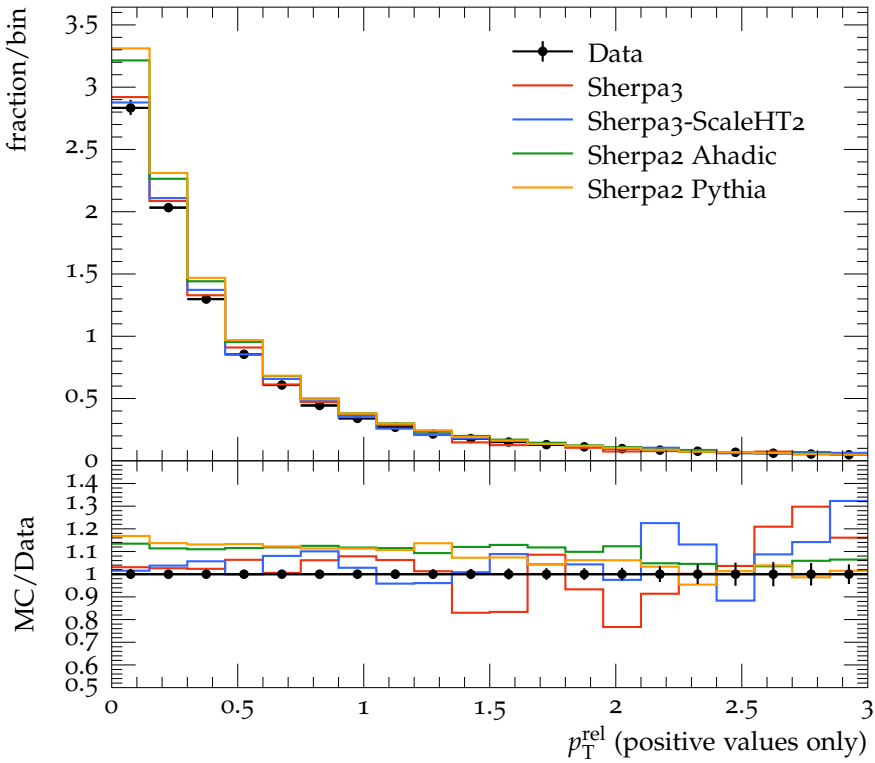 fraction/bin
3.5
3
2.5
2
1.5
1
0.5
0
Data
Sherpa3
Sherpa3-ScaleHT2
Sherpa2 Ahadic
Sherpa2 Pythia
MC/Data
1.4
1.3
1.2
1.1
1
0.9
0.8
0.7
0.6
0.5
0 0.5 1 1.5 2 2.5 3
p_T^rel (positive values only)